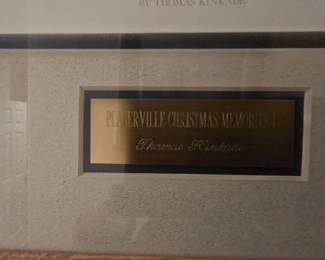 BY THOMAS KINKADE
PLACERVILLE CHRISTMAS MEMORIES I
Thomas Kinkade